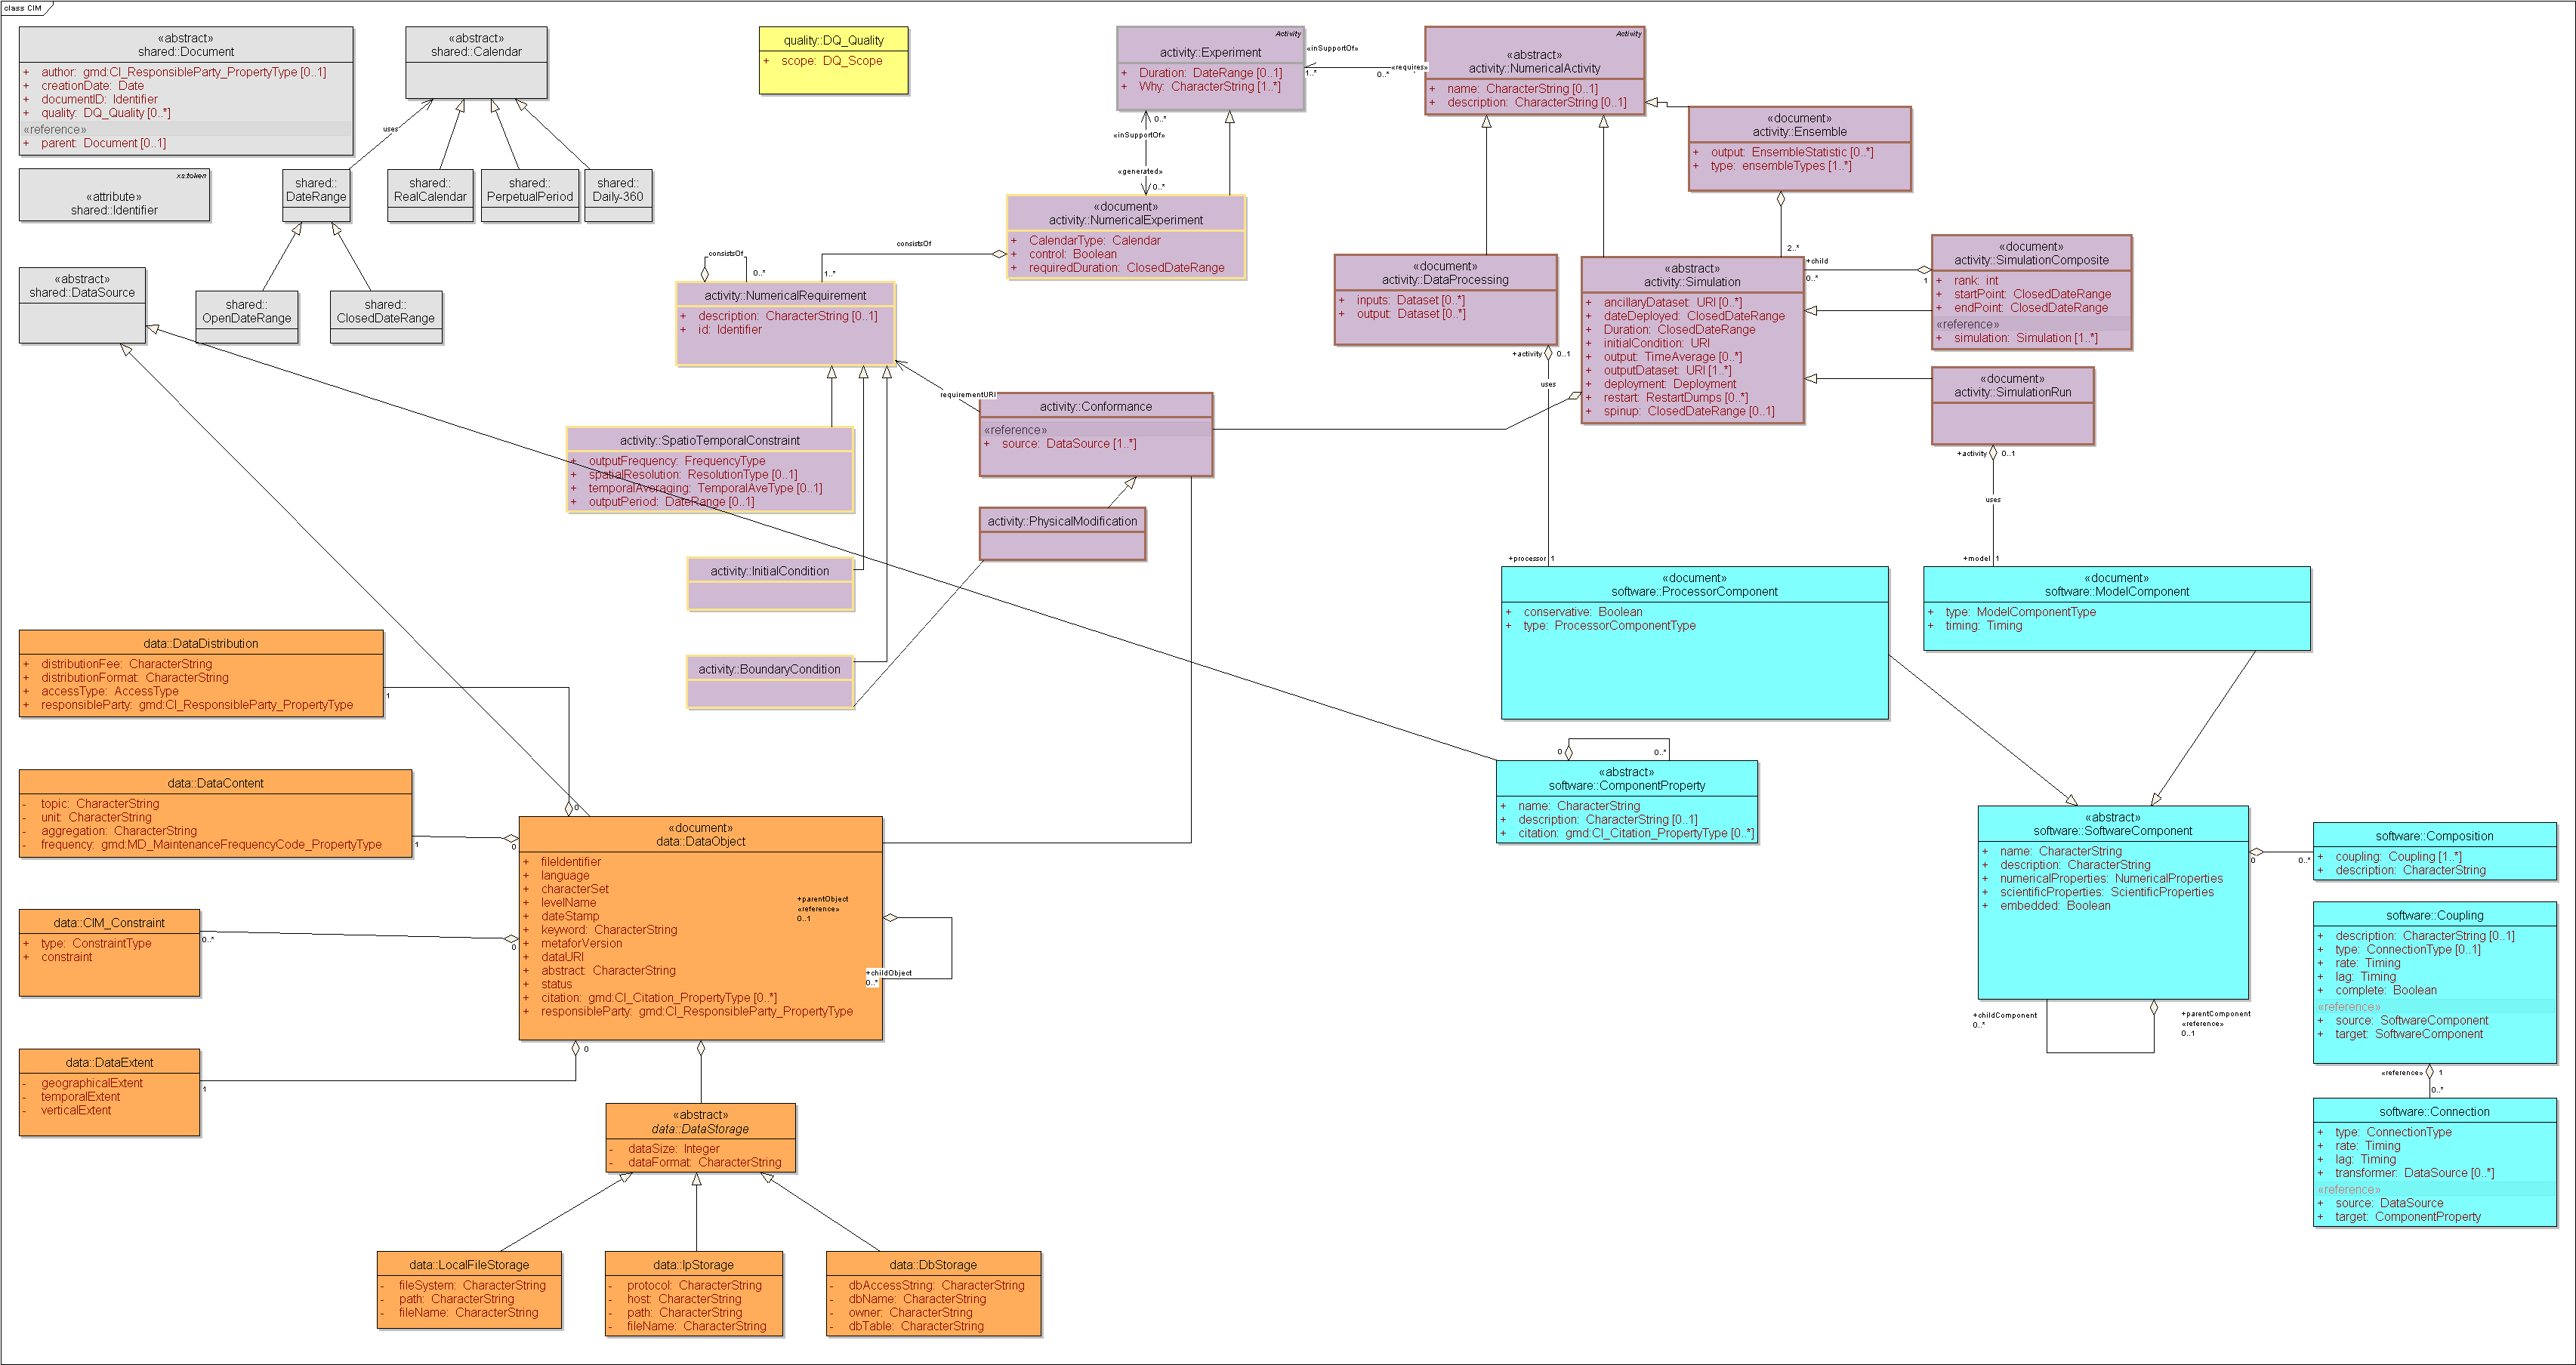 class CIM
«abstract»
shared::Document
+ author: gmd:CI_ResponsibleParty_PropertyType [0..1]
+ creationDate: Date
+ documentID: Identifier
+ quality: DQ_Quality [0..*]
«reference»
+ parent: Document [0..1]
xs:token
«attribute»
shared::Identifier
«abstract»
shared::Calendar
uses
shared::
DateRange
shared::
RealCalendar
shared::
PerpetualPeriod
shared::
Daily-360
shared::
OpenDateRange
shared::
ClosedDateRange
«abstract»
shared::DataSource
quality::DQ_Quality
+ scope: DQ_Scope
Activity
activity::Experiment
+ Duration: DateRange [0..1]
+ Why: CharacterString [1..*]
«inSupportOf»
1..*
«requires»
0..*
Activity
«abstract»
activity::NumericalActivity
+ name: CharacterString [0..1]
+ description: CharacterString [0..1]
«document»
activity::Ensemble
+ output: EnsembleStatistic [0..*]
+ type: ensembleTypes [1..*]
2..*
0..*
«inSupportOf»
«generated»
0..*
«document»
activity::NumericalExperiment
+ CalendarType: Calendar
+ control: Boolean
+ requiredDuration: ClosedDateRange
consistsOf
1..*
consistsOf
0..*
activity::NumericalRequirement
+ description: CharacterString [0..1]
+ id: Identifier
«document»
activity::DataProcessing
+ inputs: Dataset [0..*]
+ output: Dataset [0..*]
+activity
0..1
uses
+processor
1
«abstract»
activity::Simulation
+ ancillaryDataset: URI [0..*]
+ dateDeployed: ClosedDateRange
+ Duration: ClosedDateRange
+ initialCondition: URI
+ output: TimeAverage [0..*]
+ outputDataset: URI [1..*]
+ deployment: Deployment
+ restart: RestartDumps [0..*]
+ spinup: ClosedDateRange [0..1]
+child
0..*
1
«document»
activity::SimulationComposite
+ rank: int
+ startPoint: ClosedDateRange
+ endPoint: ClosedDateRange
«reference»
+ simulation: Simulation [1..*]
«document»
activity::SimulationRun
+activity
0..1
uses
+model
1
requirementURI
activity::Conformance
«reference»
+ source: DataSource [1..*]
activity::SpatioTemporalConstraint
+ outputFrequency: FrequencyType
+ spatialResolution: ResolutionType [0..1]
+ temporalAveraging: TemporalAveType [0..1]
+ outputPeriod: DateRange [0..1]
activity::PhysicalModification
activity::InitialCondition
activity::BoundaryCondition
«document»
software::ProcessorComponent
+ conservative: Boolean
+ type: ProcessorComponentType
«document»
software::ModelComponent
+ type: ModelComponentType
+ timing: Timing
data::DataDistribution
+ distributionFee: CharacterString
+ distributionFormat: CharacterString
+ accessType: AccessType
+ responsibleParty: gmd:CI_ResponsibleParty_PropertyType
1
0
data::DataContent
- topic: CharacterString
- unit: CharacterString
- aggregation: CharacterString
- frequency: gmd:MD_MaintenanceFrequencyCode_PropertyType
1
0
«document»
data::DataObject
+ fileIdentifier
+ language
+ characterSet
+ levelName
+ dateStamp
+ keyword: CharacterString
+ metaforVersion
+ dataURI
+ abstract: CharacterString
+ status
+ citation: gmd:CI_Citation_PropertyType [0..*]
+ responsibleParty: gmd:CI_ResponsibleParty_PropertyType
+parentObject
«reference»
0..1
+childObject
0..*
data::CIM_Constraint
+ type: ConstraintType
+ constraint
0..*
0
data::DataExtent
- geographicalExtent
- temporalExtent
- verticalExtent
1
0
«abstract»
data::DataStorage
- dataSize: Integer
- dataFormat: CharacterString
data::LocalFileStorage
- fileSystem: CharacterString
- path: CharacterString
- fileName: CharacterString
data::IpStorage
- protocol: CharacterString
- host: CharacterString
- path: CharacterString
- fileName: CharacterString
data::DbStorage
- dbAccessString: CharacterString
- dbName: CharacterString
- owner: CharacterString
- dbTable: CharacterString
0
0..*
«abstract»
software::ComponentProperty
+ name: CharacterString
+ description: CharacterString [0..1]
+ citation: gmd:CI_Citation_PropertyType [0..*]
«abstract»
software::SoftwareComponent
+ name: CharacterString
+ description: CharacterString
+ numericalProperties: NumericalProperties
+ scientificProperties: ScientificProperties
+ embedded: Boolean
0
0..*
+childComponent
0..*
+parentComponent
«reference»
0..1
software::Composition
+ coupling: Coupling [1..*]
+ description: CharacterString
software::Coupling
+ description: CharacterString [0..1]
+ type: ConnectionType [0..1]
+ rate: Timing
+ lag: Timing
+ complete: Boolean
«reference»
+ source: SoftwareComponent
+ target: SoftwareComponent
«reference»
1
0..*
software::Connection
+ type: ConnectionType
+ rate: Timing
+ lag: Timing
+ transformer: DataSource [0..*]
«reference»
+ source: DataSource
+ target: ComponentProperty